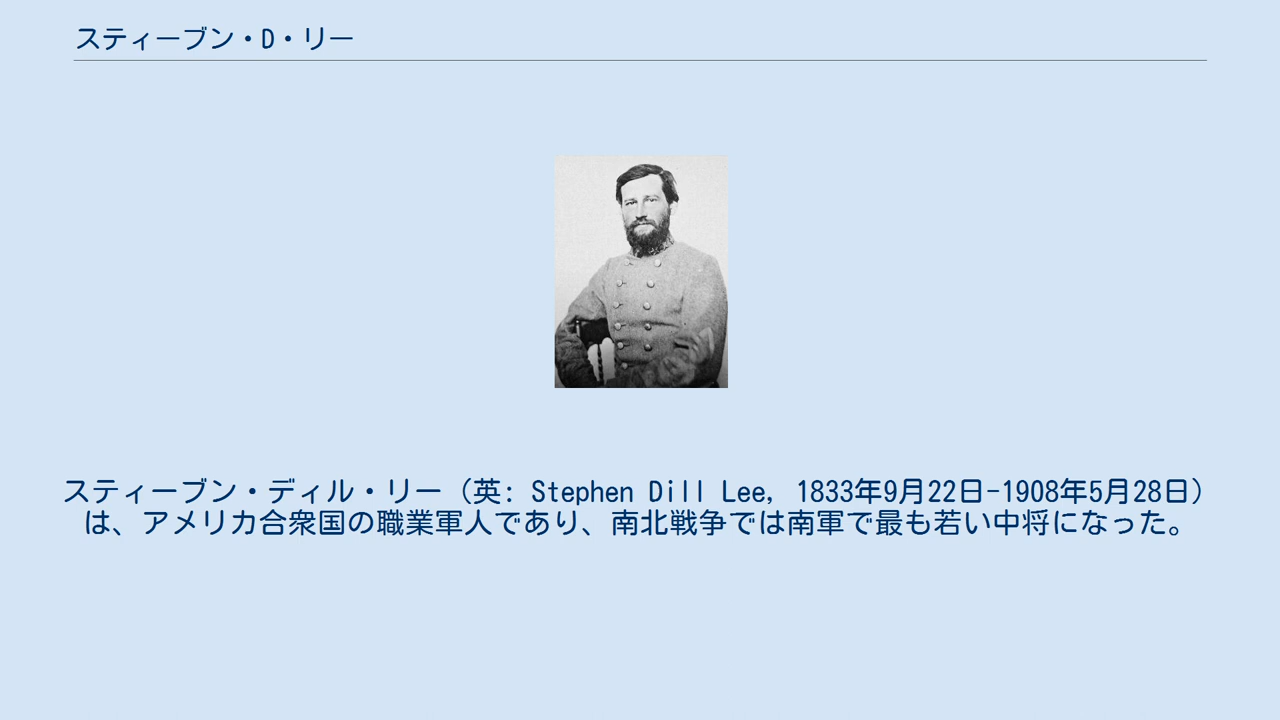 スティーブン・D・リー
スティーブン・ディル・リー（英: Stephen Dill Lee, 1833年9月22日-1908年5月28日）
は、アメリカ合衆国の職業軍人であり、南北戦争では南軍で最も若い中将になった。